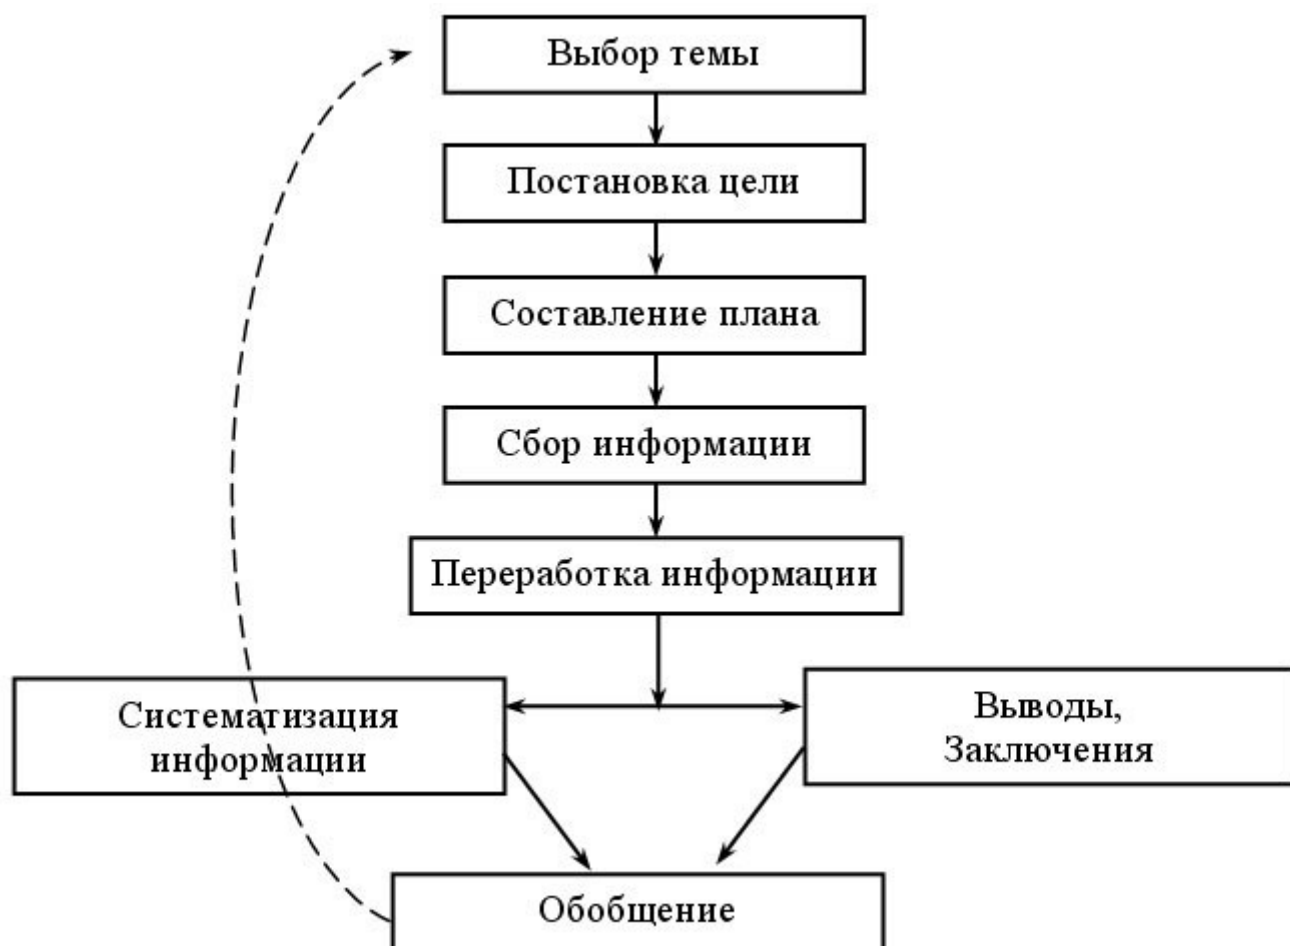 Выбор темы
Постановка цели
Составление плана
Сбор информации
Переработка информации
Систематизация
информации
Выводы,
Заключения
Обобщение